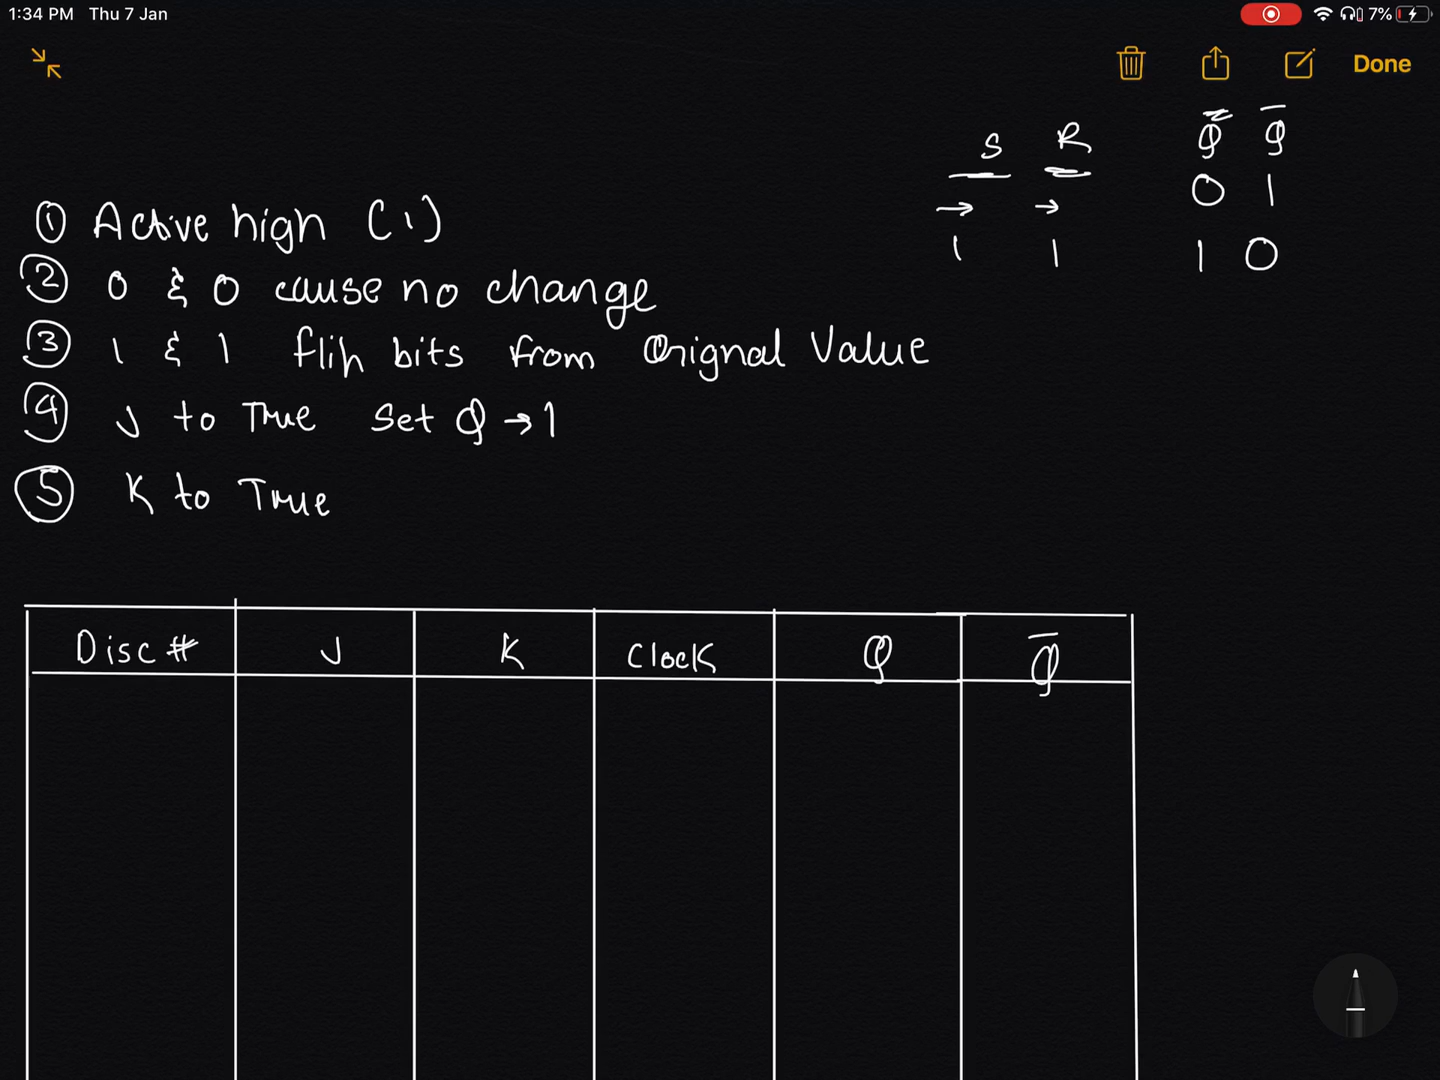 1:34 PM Thu 7 Jan
7%
Done
S R Q Q̅
0 1
→ →
1 1 1 0
① Active high (1)
② 0 & 0 cause no change
③ 1 & 1 flip bits from Orignal Value
④ J to True Set Q → 1
⑤ K to True
Disc # J K Clock Q Q̅